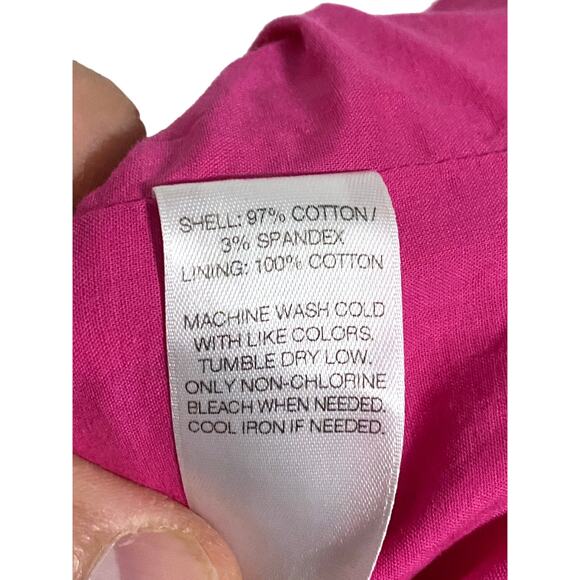 SHELL: 97% COTTON/
3% SPANDEX
LINING: 100% COTTON
MACHINE WASH COLD
WITH LIKE COLORS.
TUMBLE DRY LOW.
ONLY NON-CHLORINE
BLEACH WHEN NEEDED.
COOL IRON IF NEEDED.